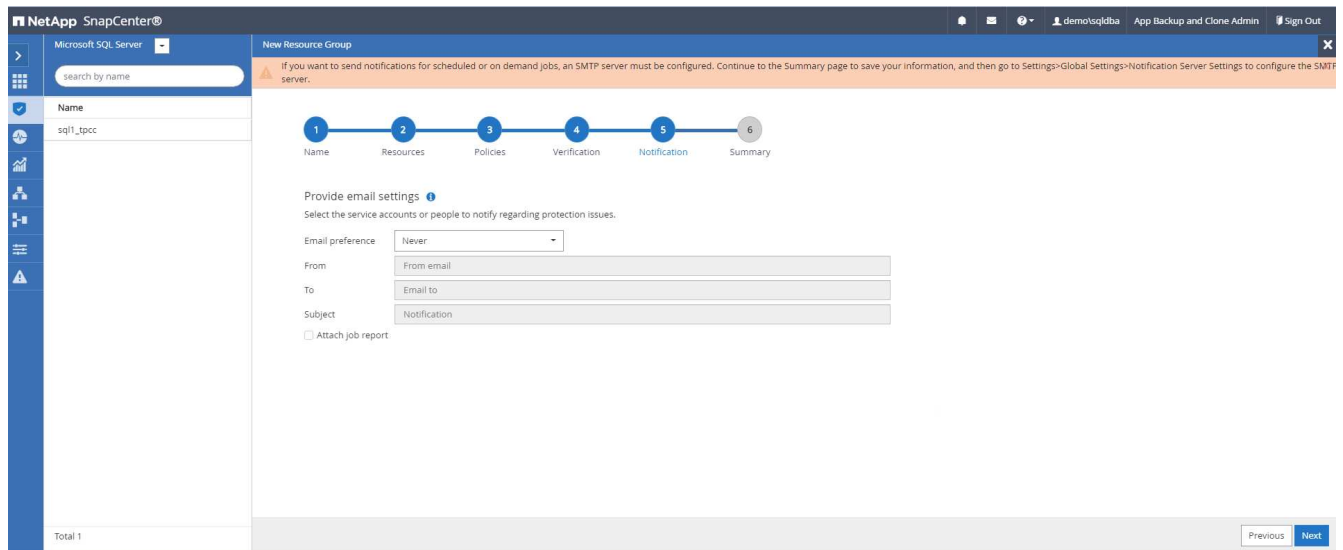 NetApp SnapCenter®
demo\sqldba App Backup and Clone Admin Sign Out
Microsoft SQL Server
search by name
Name
sql1_tpcc
Total 1
New Resource Group
If you want to send notifications for scheduled or on demand jobs, an SMTP server must be configured. Continue to the Summary page to save your information, and then go to Settings>Global Settings>Notification Server Settings to configure the SMTP
server.
1 2 3 4 5 6
Name Resources Policies Verification Notification Summary
Provide email settings
Select the service accounts or people to notify regarding protection issues.
Email preference Never
From From email
To Email to
Subject Notification
Attach job report
Previous Next